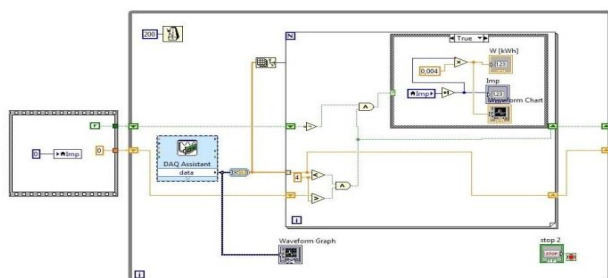 200
N
True
W [kWh]
0,004
Imp
Imp
Waveform Chart
F
0
Imp
0
DAQ Assistant
data
4
i
Waveform Graph
stop 2
STOP
i